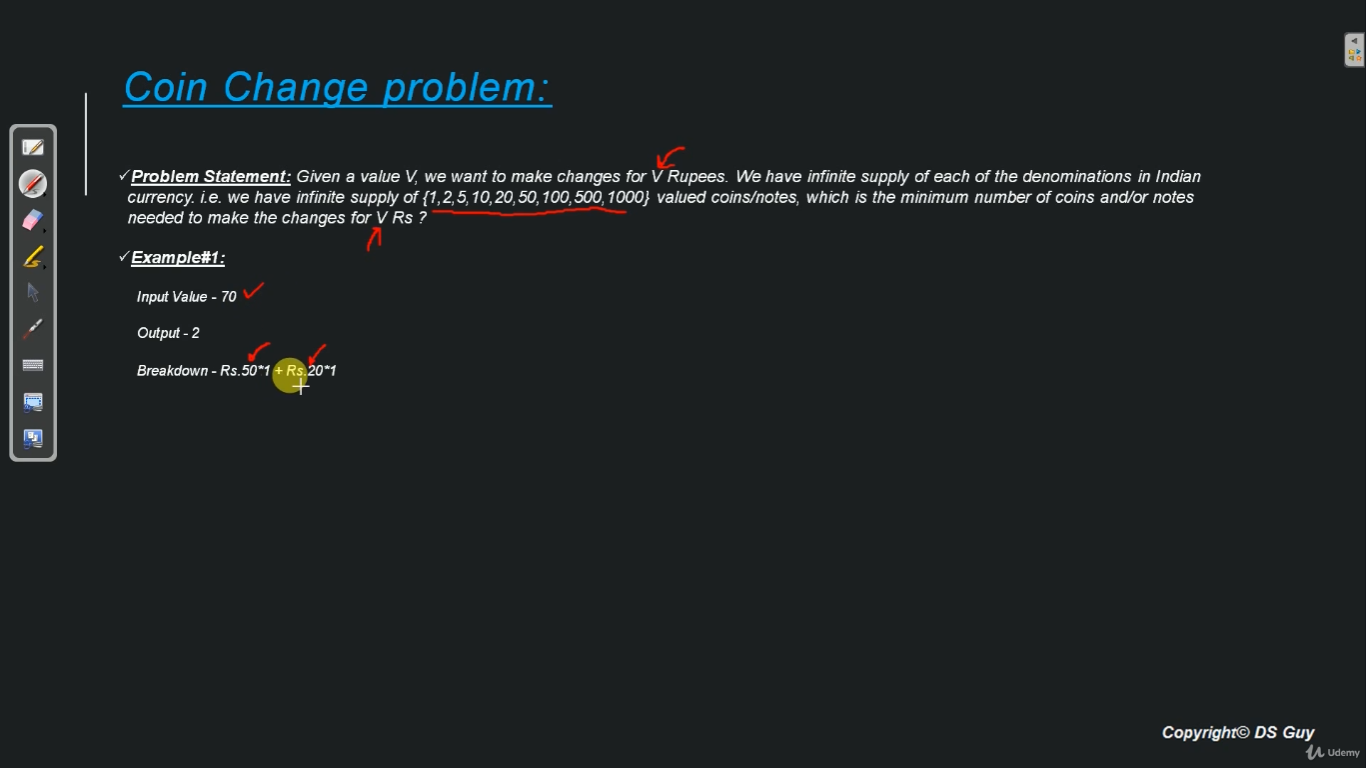 Coin Change problem:
✓Problem Statement: Given a value V, we want to make changes for V Rupees. We have infinite supply of each of the denominations in Indian
currency. i.e. we have infinite supply of {1,2,5,10,20,50,100,500,1000} valued coins/notes, which is the minimum number of coins and/or notes
needed to make the changes for V Rs ?
✓Example#1:
Input Value - 70
Output - 2
Breakdown - Rs.50*1 + Rs.20*1
Copyright© DS Guy
Udemy